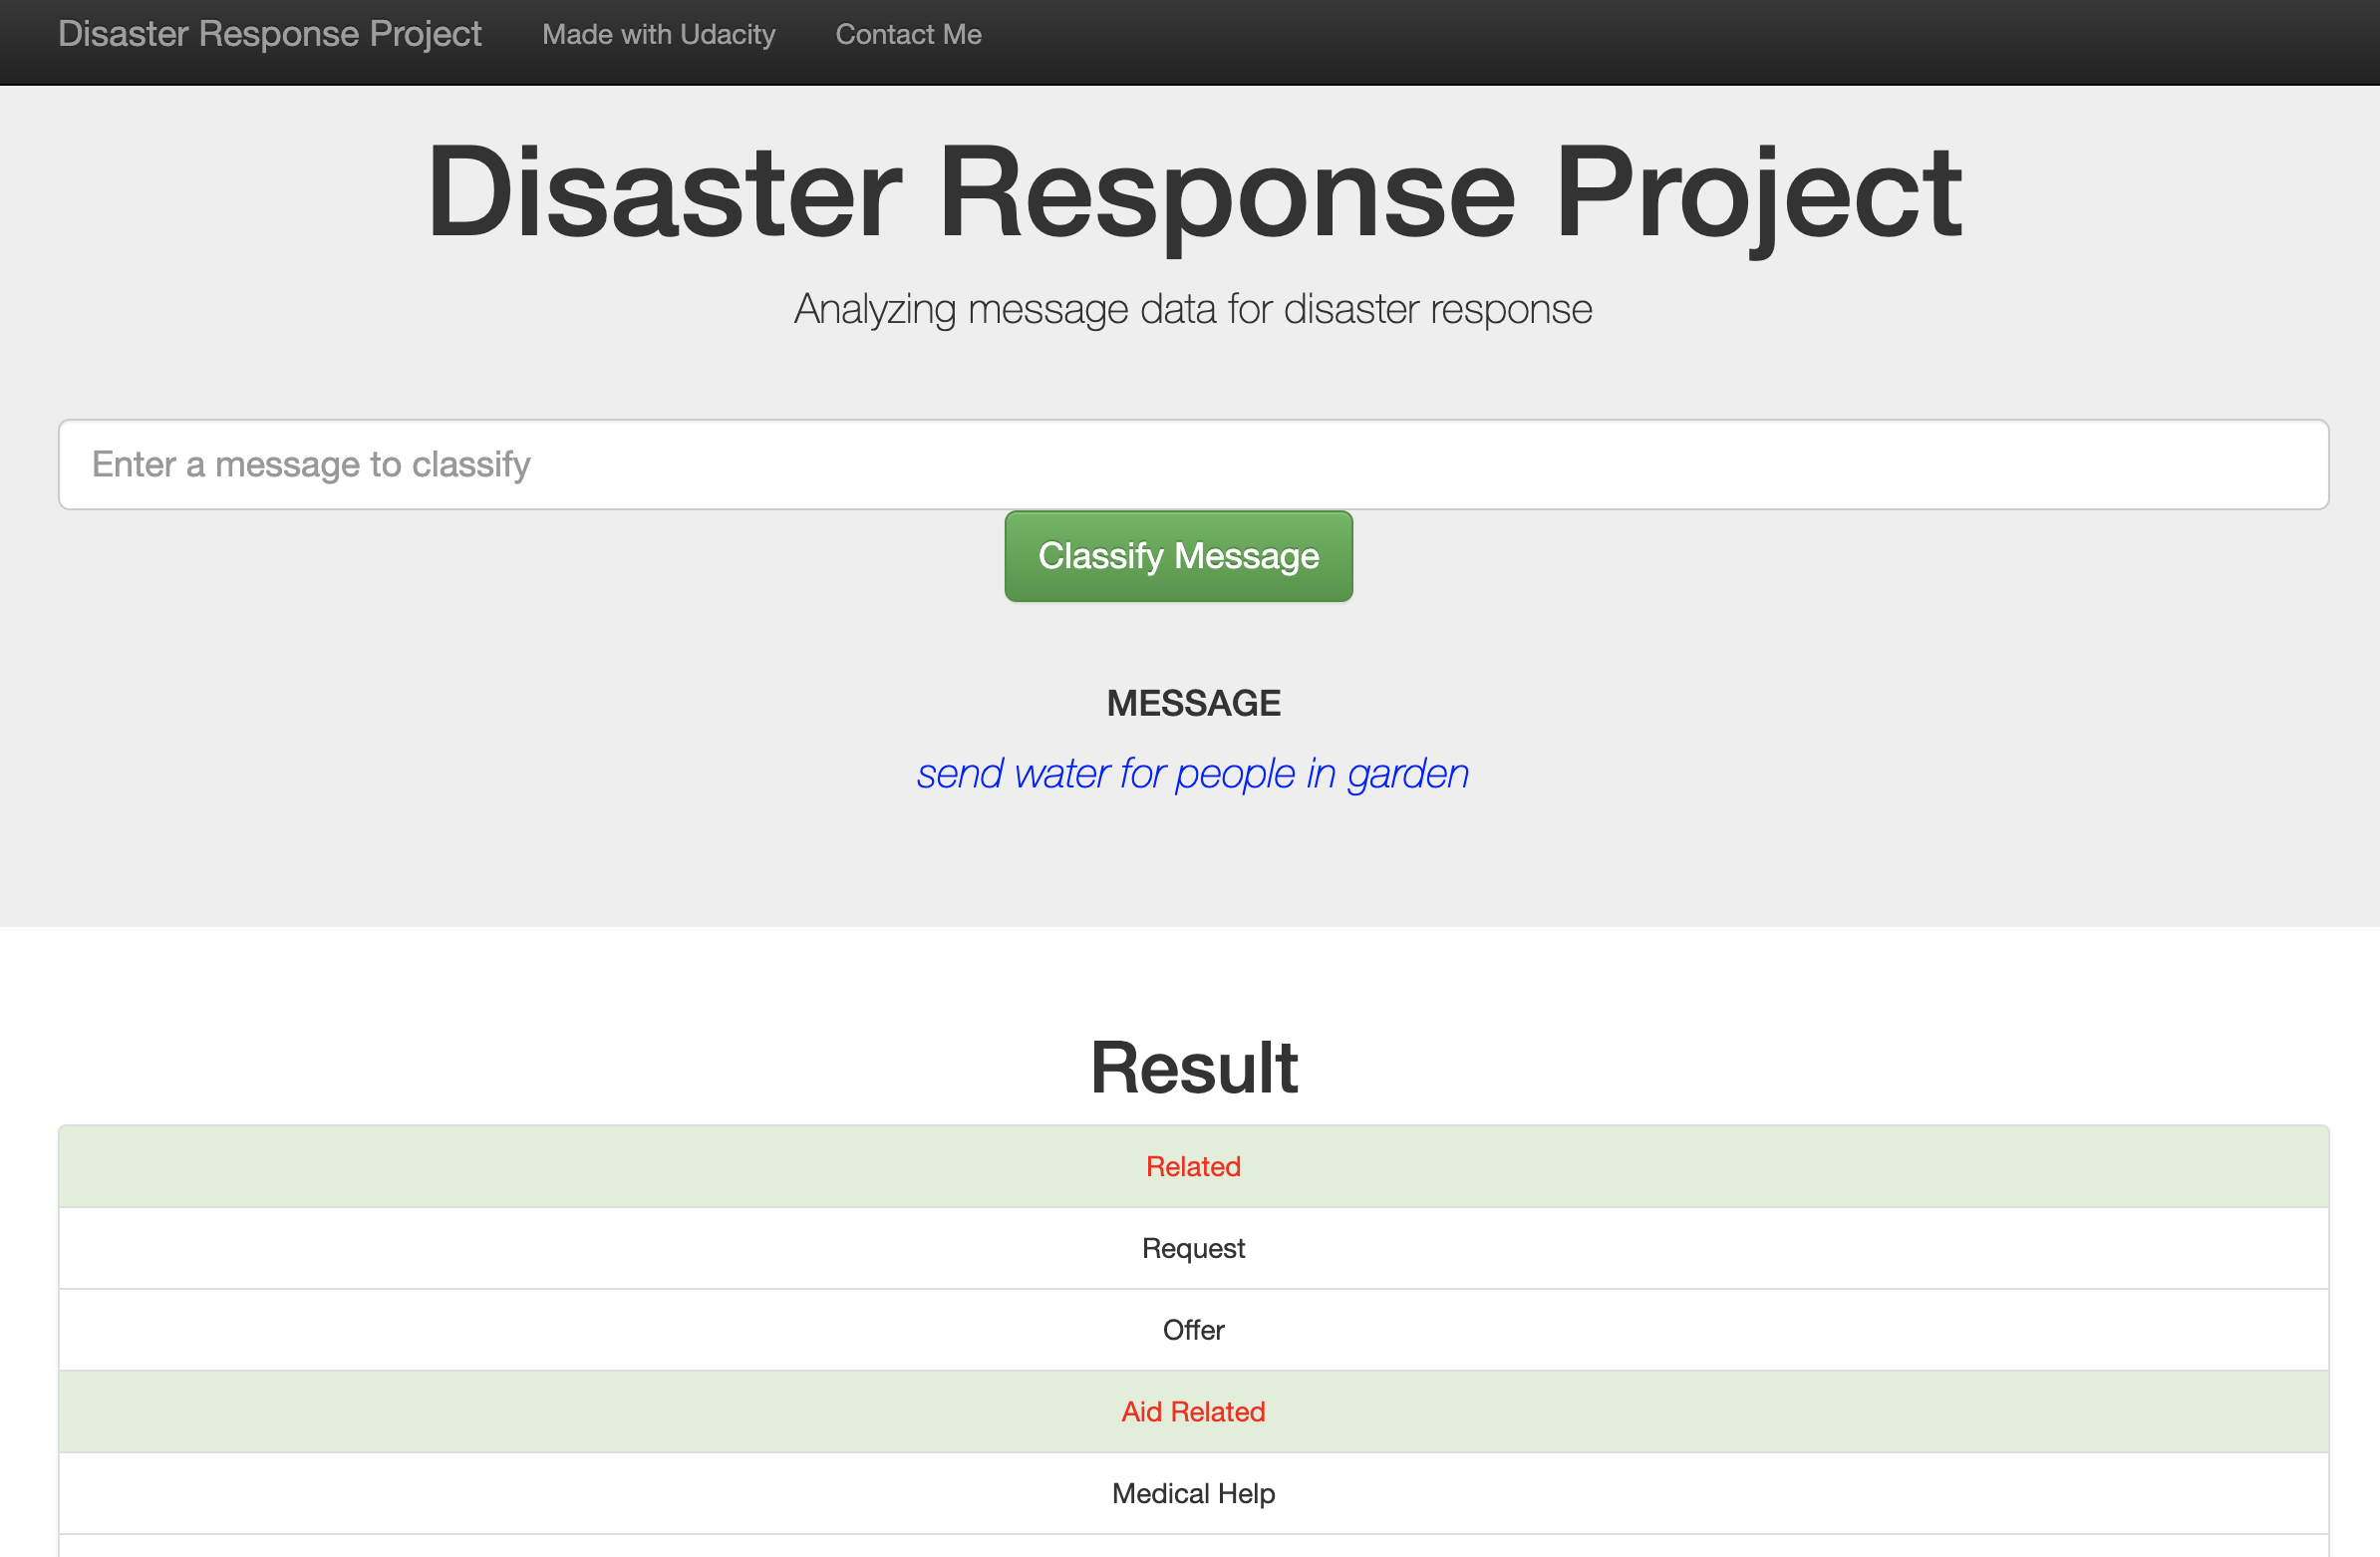 Disaster Response Project Made with Udacity Contact Me
Disaster Response Project
Analyzing message data for disaster response
Enter a message to classify
Classify Message
MESSAGE
send water for people in garden
Result
Related
Request
Offer
Aid Related
Medical Help